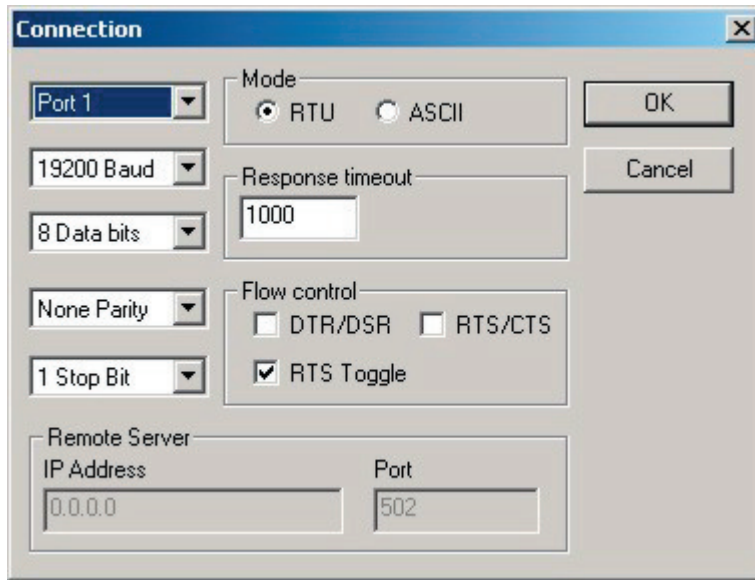 Connection
Port 1
19200 Baud
8 Data bits
None Parity
1 Stop Bit
Mode
RTU
ASCII
Response timeout
1000
Flow control
DTR/DSR
RTS/CTS
RTS Toggle
OK
Cancel
Remote Server
IP Address
Port
0.0.0.0
502